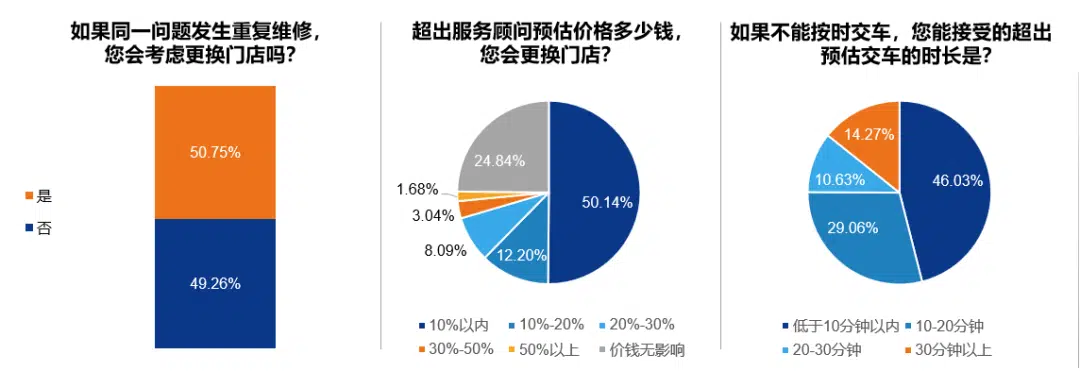 如果同一问题发生重复维修，
您会考虑更换门店吗？
50.75%
49.26%
是
否
超出服务顾问预估价格多少钱，
您会更换门店？
24.84%
50.14%
1.68%
3.04%
8.09%
12.20%
10%以内
10%-20%
20%-30%
30%-50%
50%以上
价钱无影响
如果不能按时交车，您能接受的超出
预估交车的时长是？
14.27%
10.63%
46.03%
29.06%
低于10分钟以内
10-20分钟
20-30分钟
30分钟以上